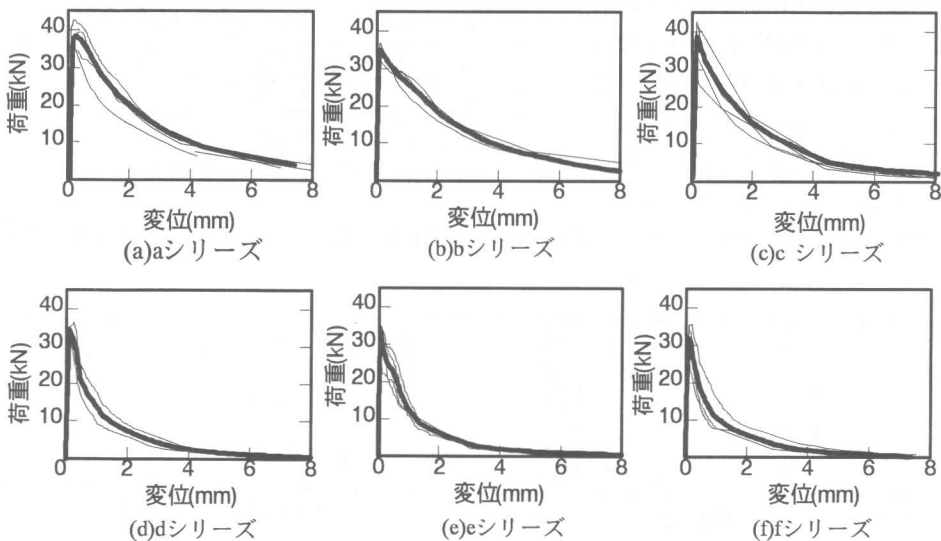 荷重(kN)
40
30
20
10
0 2 4 6 8
変位(mm)
(a)aシリーズ
荷重(kN)
40
30
20
10
0 2 4 6 8
変位(mm)
(b)bシリーズ
荷重(kN)
40
30
20
10
0 2 4 6 8
変位(mm)
(c)c シリーズ
荷重(kN)
40
30
20
10
0 2 4 6 8
変位(mm)
(d)dシリーズ
荷重(kN)
40
30
20
10
0 2 4 6 8
変位(mm)
(e)eシリーズ
荷重(kN)
40
30
20
10
0 2 4 6 8
変位(mm)
(f)fシリーズ